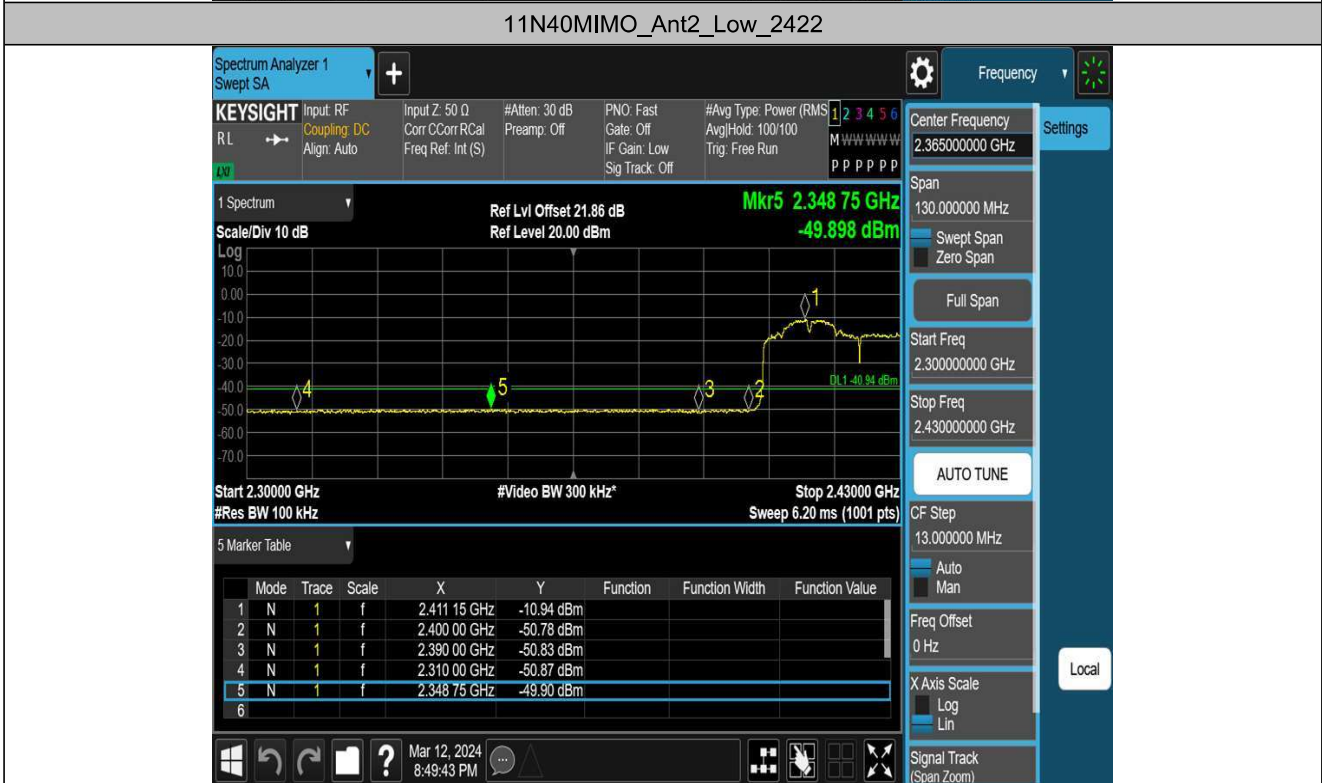 11N40MIMO_Ant2_Low_2422
Spectrum Analyzer 1
Swept SA
+
Frequency
KEYSIGHT
RL
LXI
Input: RF
Coupling: DC
Align: Auto
Input Z: 50 Ω
Corr CCorr RCal
Freq Ref: Int (S)
#Atten: 30 dB
Preamp: Off
PNO: Fast
Gate: Off
IF Gain: Low
Sig Track: Off
#Avg Type: Power (RMS
Avg|Hold: 100/100
Trig: Free Run
1 2 3 4 5 6
M W W W W W
P P P P P P
1 Spectrum
Scale/Div 10 dB
Ref Lvl Offset 21.86 dB
Ref Level 20.00 dBm
Mkr5 2.348 75 GHz
-49.898 dBm
Log
10.0
0.00
-10.0
-20.0
-30.0
-40.0
-50.0
-60.0
-70.0
1
4
5
3
2
DL1 -40.94 dBm
Start 2.30000 GHz
#Video BW 300 kHz*
Stop 2.43000 GHz
#Res BW 100 kHz
Sweep 6.20 ms (1001 pts)
5 Marker Table
Mode Trace Scale X Y Function Function Width Function Value
1 N 1 f 2.411 15 GHz -10.94 dBm
2 N 1 f 2.400 00 GHz -50.78 dBm
3 N 1 f 2.390 00 GHz -50.83 dBm
4 N 1 f 2.310 00 GHz -50.87 dBm
5 N 1 f 2.348 75 GHz -49.90 dBm
6
Center Frequency
2.365000000 GHz
Settings
Span
130.000000 MHz
Swept Span
Zero Span
Full Span
Start Freq
2.300000000 GHz
Stop Freq
2.430000000 GHz
AUTO TUNE
CF Step
13.000000 MHz
Auto
Man
Freq Offset
0 Hz
X Axis Scale
Log
Lin
Local
Signal Track
(Span Zoom)
?
Mar 12, 2024
8:49:43 PM